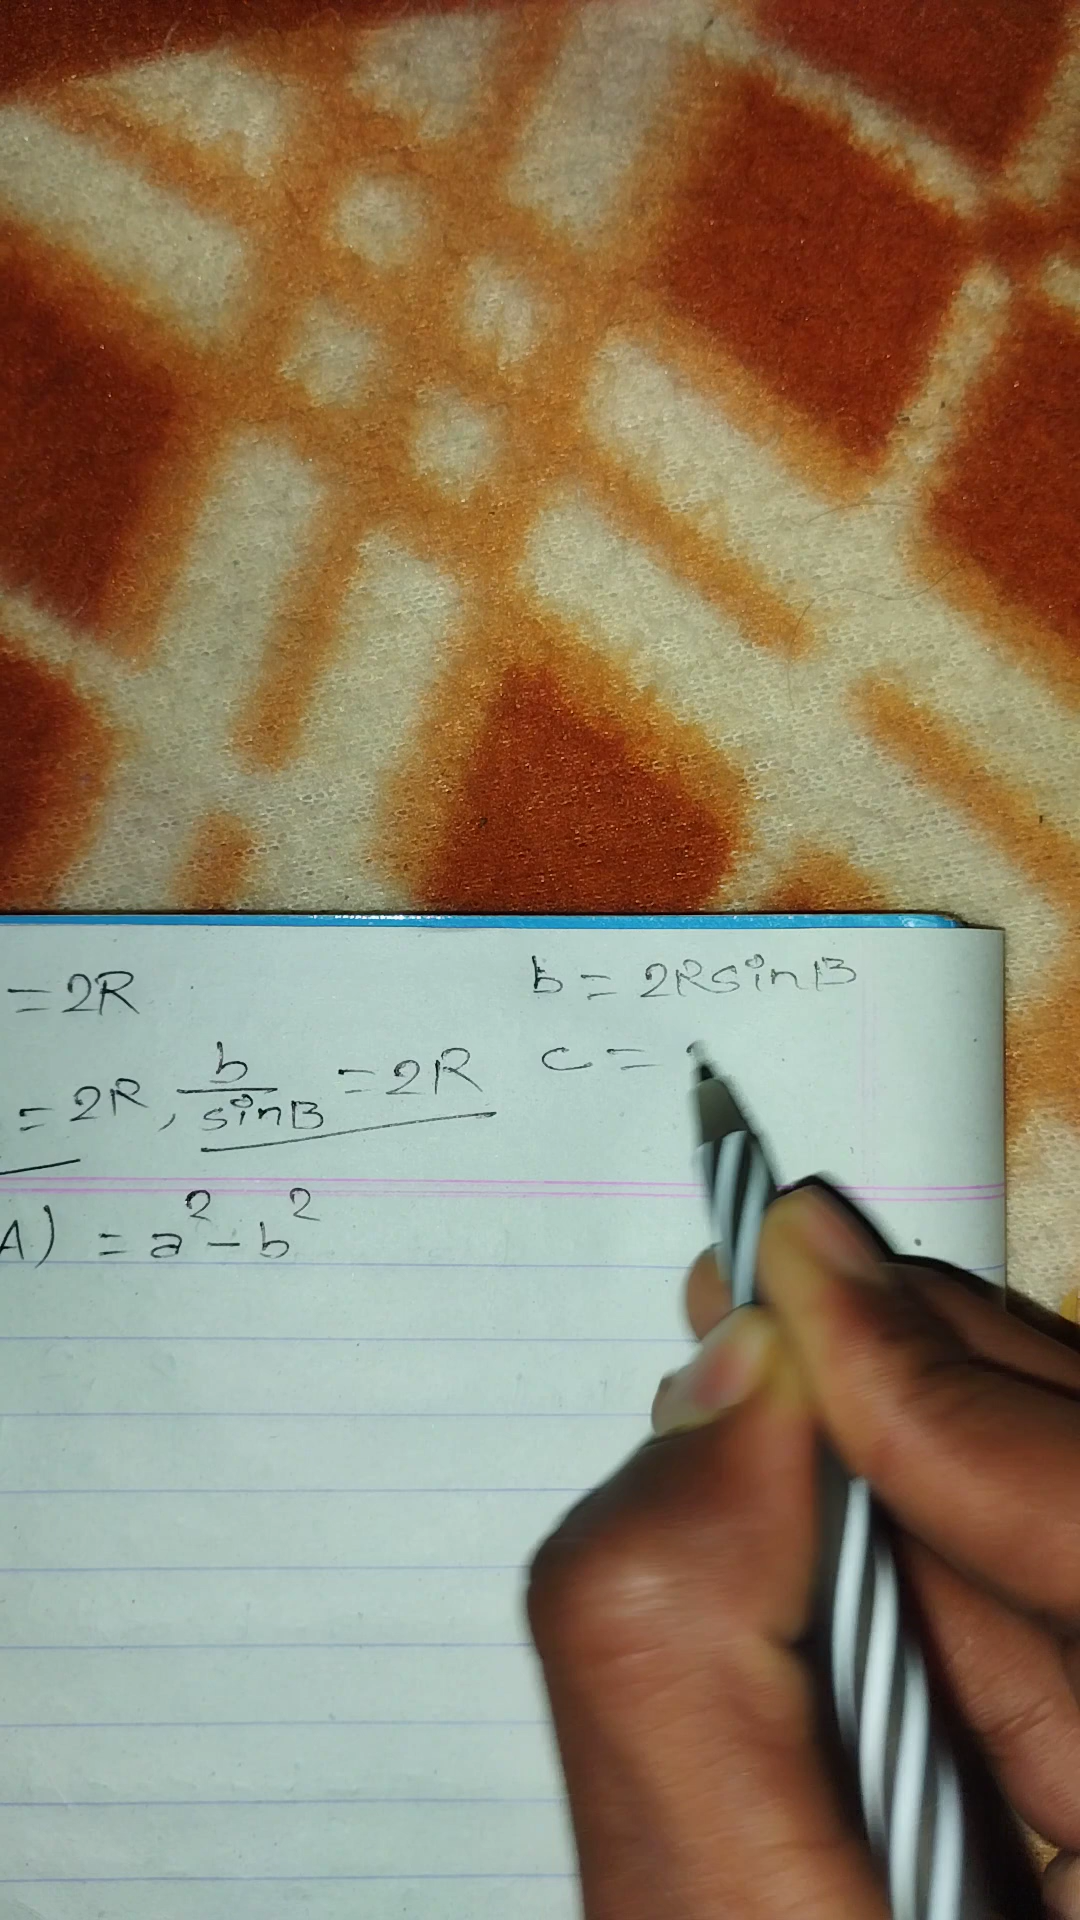 = 2R
b = 2RsinB
= 2R, b/sinB = 2R
c =
A) = a² - b²